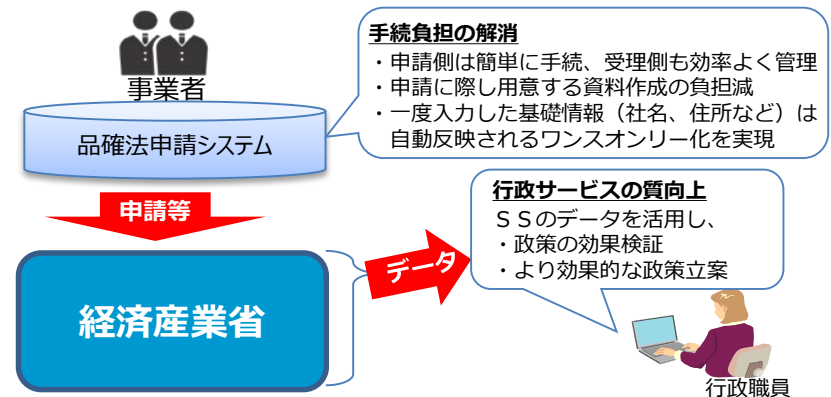 手続負担の解消
・申請側は簡単に手続、受理側も効率よく管理
・申請に際し用意する資料作成の負担減
・一度入力した基礎情報（社名、住所など）は
自動反映されるワンスオンリー化を実現
事業者
品確法申請システム
申請等
行政サービスの質向上
ＳＳのデータを活用し、
・政策の効果検証
・より効果的な政策立案
データ
経済産業省
行政職員